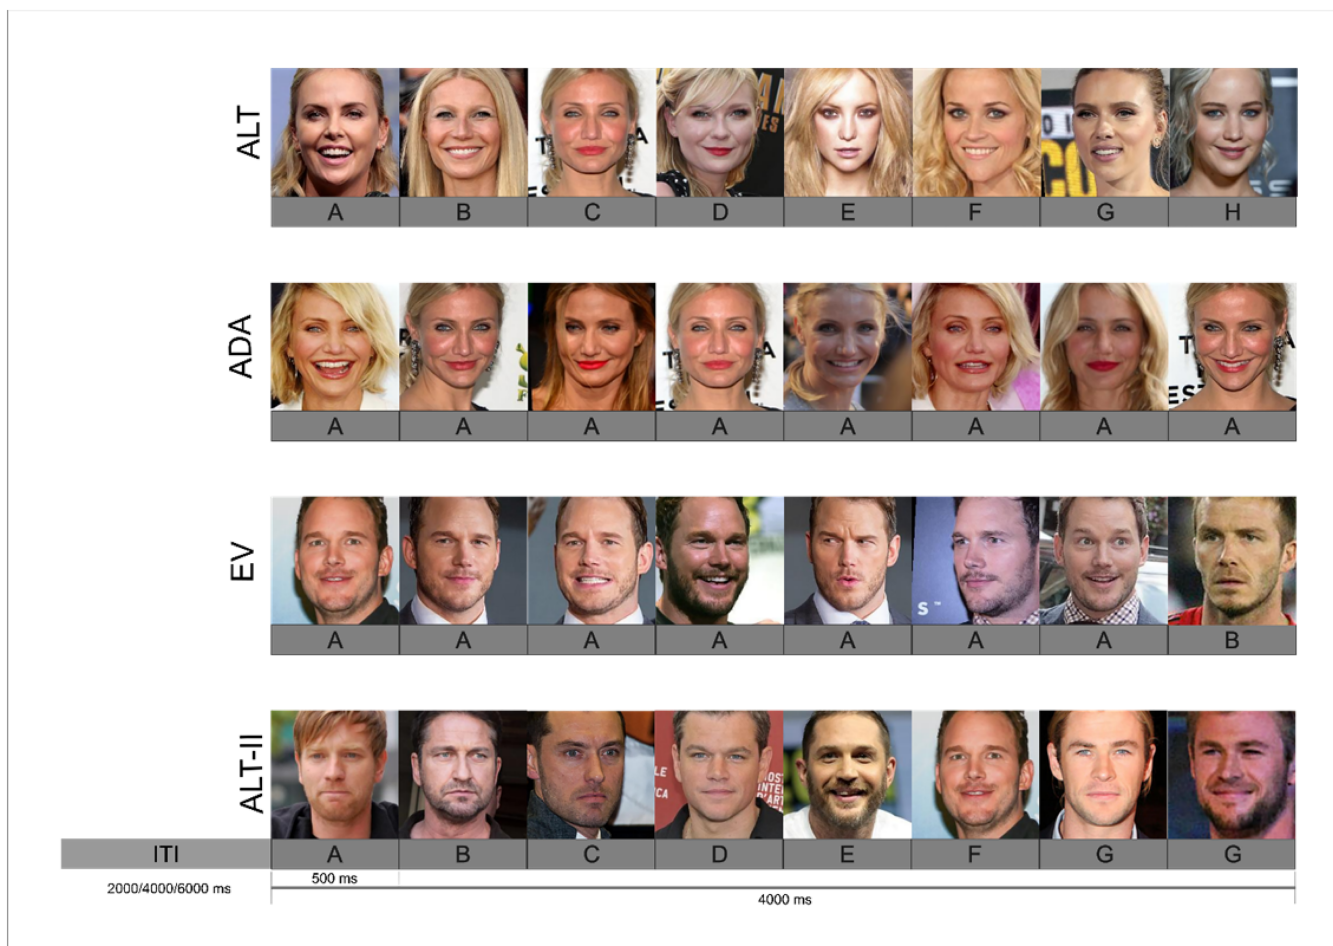 ALT
A B C D E F G H
ADA
A A A A A A A A
EV
A A A A A A A B
ALT-II
ITI A B C D E F G G
2000/4000/6000 ms
500 ms
4000 ms